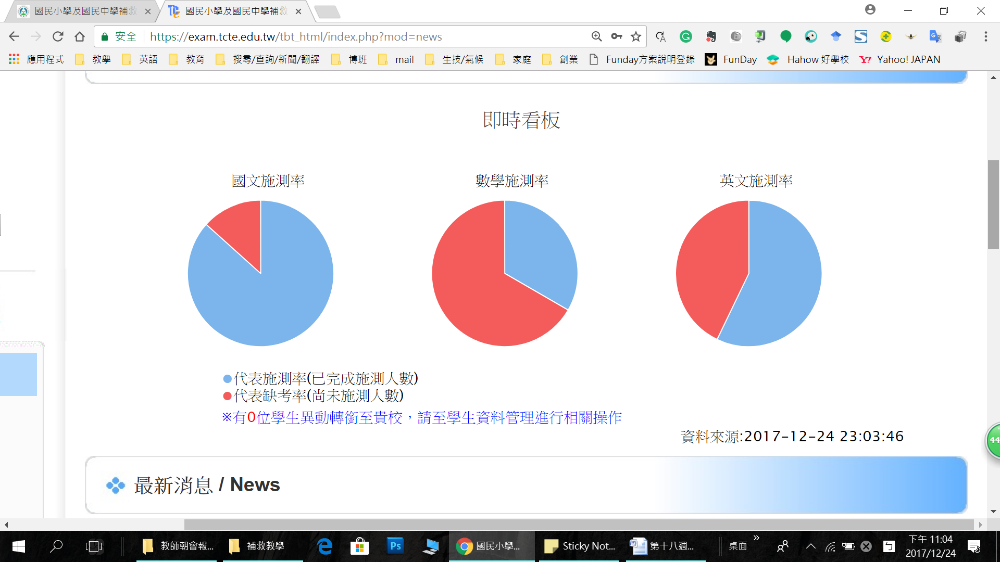 國民小學及國民中學補救
國民小學及國民中學補救
安全 https://exam.tcte.edu.tw/tbt_html/index.php?mod=news
應用程式 教學 英語 教育 搜尋/查詢/新聞/翻譯 博班 mail 生技/氣候 家庭 創業 Funday方案說明登錄 FunDay Hahow 好學校 Yahoo! JAPAN
即時看板
國文施測率 數學施測率 英文施測率
代表施測率(已完成施測人數)
代表缺考率(尚未施測人數)
※有0位學生異動轉銜至貴校，請至學生資料管理進行相關操作
資料來源:2017-12-24 23:03:46
44
最新消息 / News
教師朝會報... 補救教學 Ps 國民小學... Sticky Not... 第十八週... 桌面 »
下午 11:04
2017/12/24